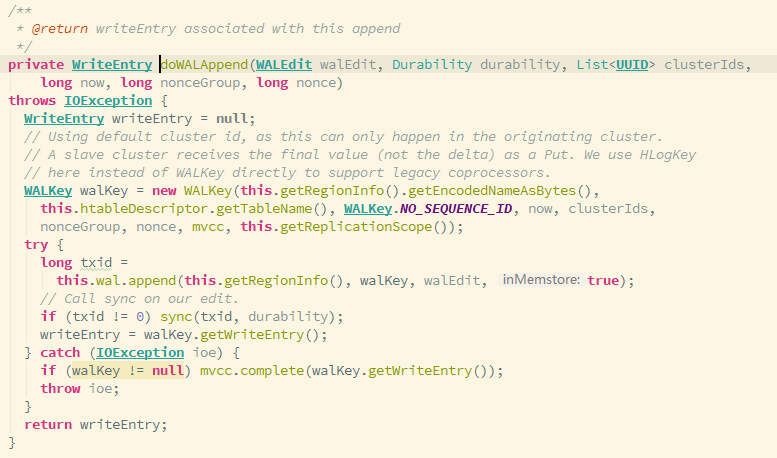 /**
 * @return writeEntry associated with this append
 */
private WriteEntry doWALAppend(WALEdit walEdit, Durability durability, List<UUID> clusterIds,
    long now, long nonceGroup, long nonce)
throws IOException {
  WriteEntry writeEntry = null;
  // Using default cluster id, as this can only happen in the originating cluster.
  // A slave cluster receives the final value (not the delta) as a Put. We use HLogKey
  // here instead of WALKey directly to support legacy coprocessors.
  WALKey walKey = new WALKey(this.getRegionInfo().getEncodedNameAsBytes(),
    this.htableDescriptor.getTableName(), WALKey.NO_SEQUENCE_ID, now, clusterIds,
    nonceGroup, nonce, mvcc, this.getReplicationScope());
  try {
    long txid =
      this.wal.append(this.getRegionInfo(), walKey, walEdit, inMemstore: true);
    // Call sync on our edit.
    if (txid != 0) sync(txid, durability);
    writeEntry = walKey.getWriteEntry();
  } catch (IOException ioe) {
    if (walKey != null) mvcc.complete(walKey.getWriteEntry());
    throw ioe;
  }
  return writeEntry;
}